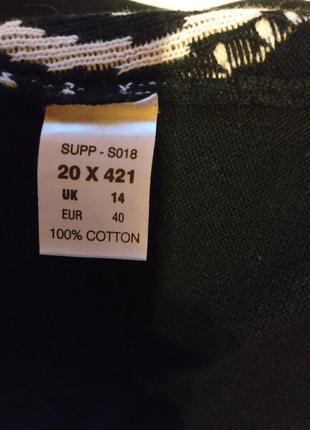 SUPP - S018
20 X 421
UK 14
EUR 40
100% COTTON